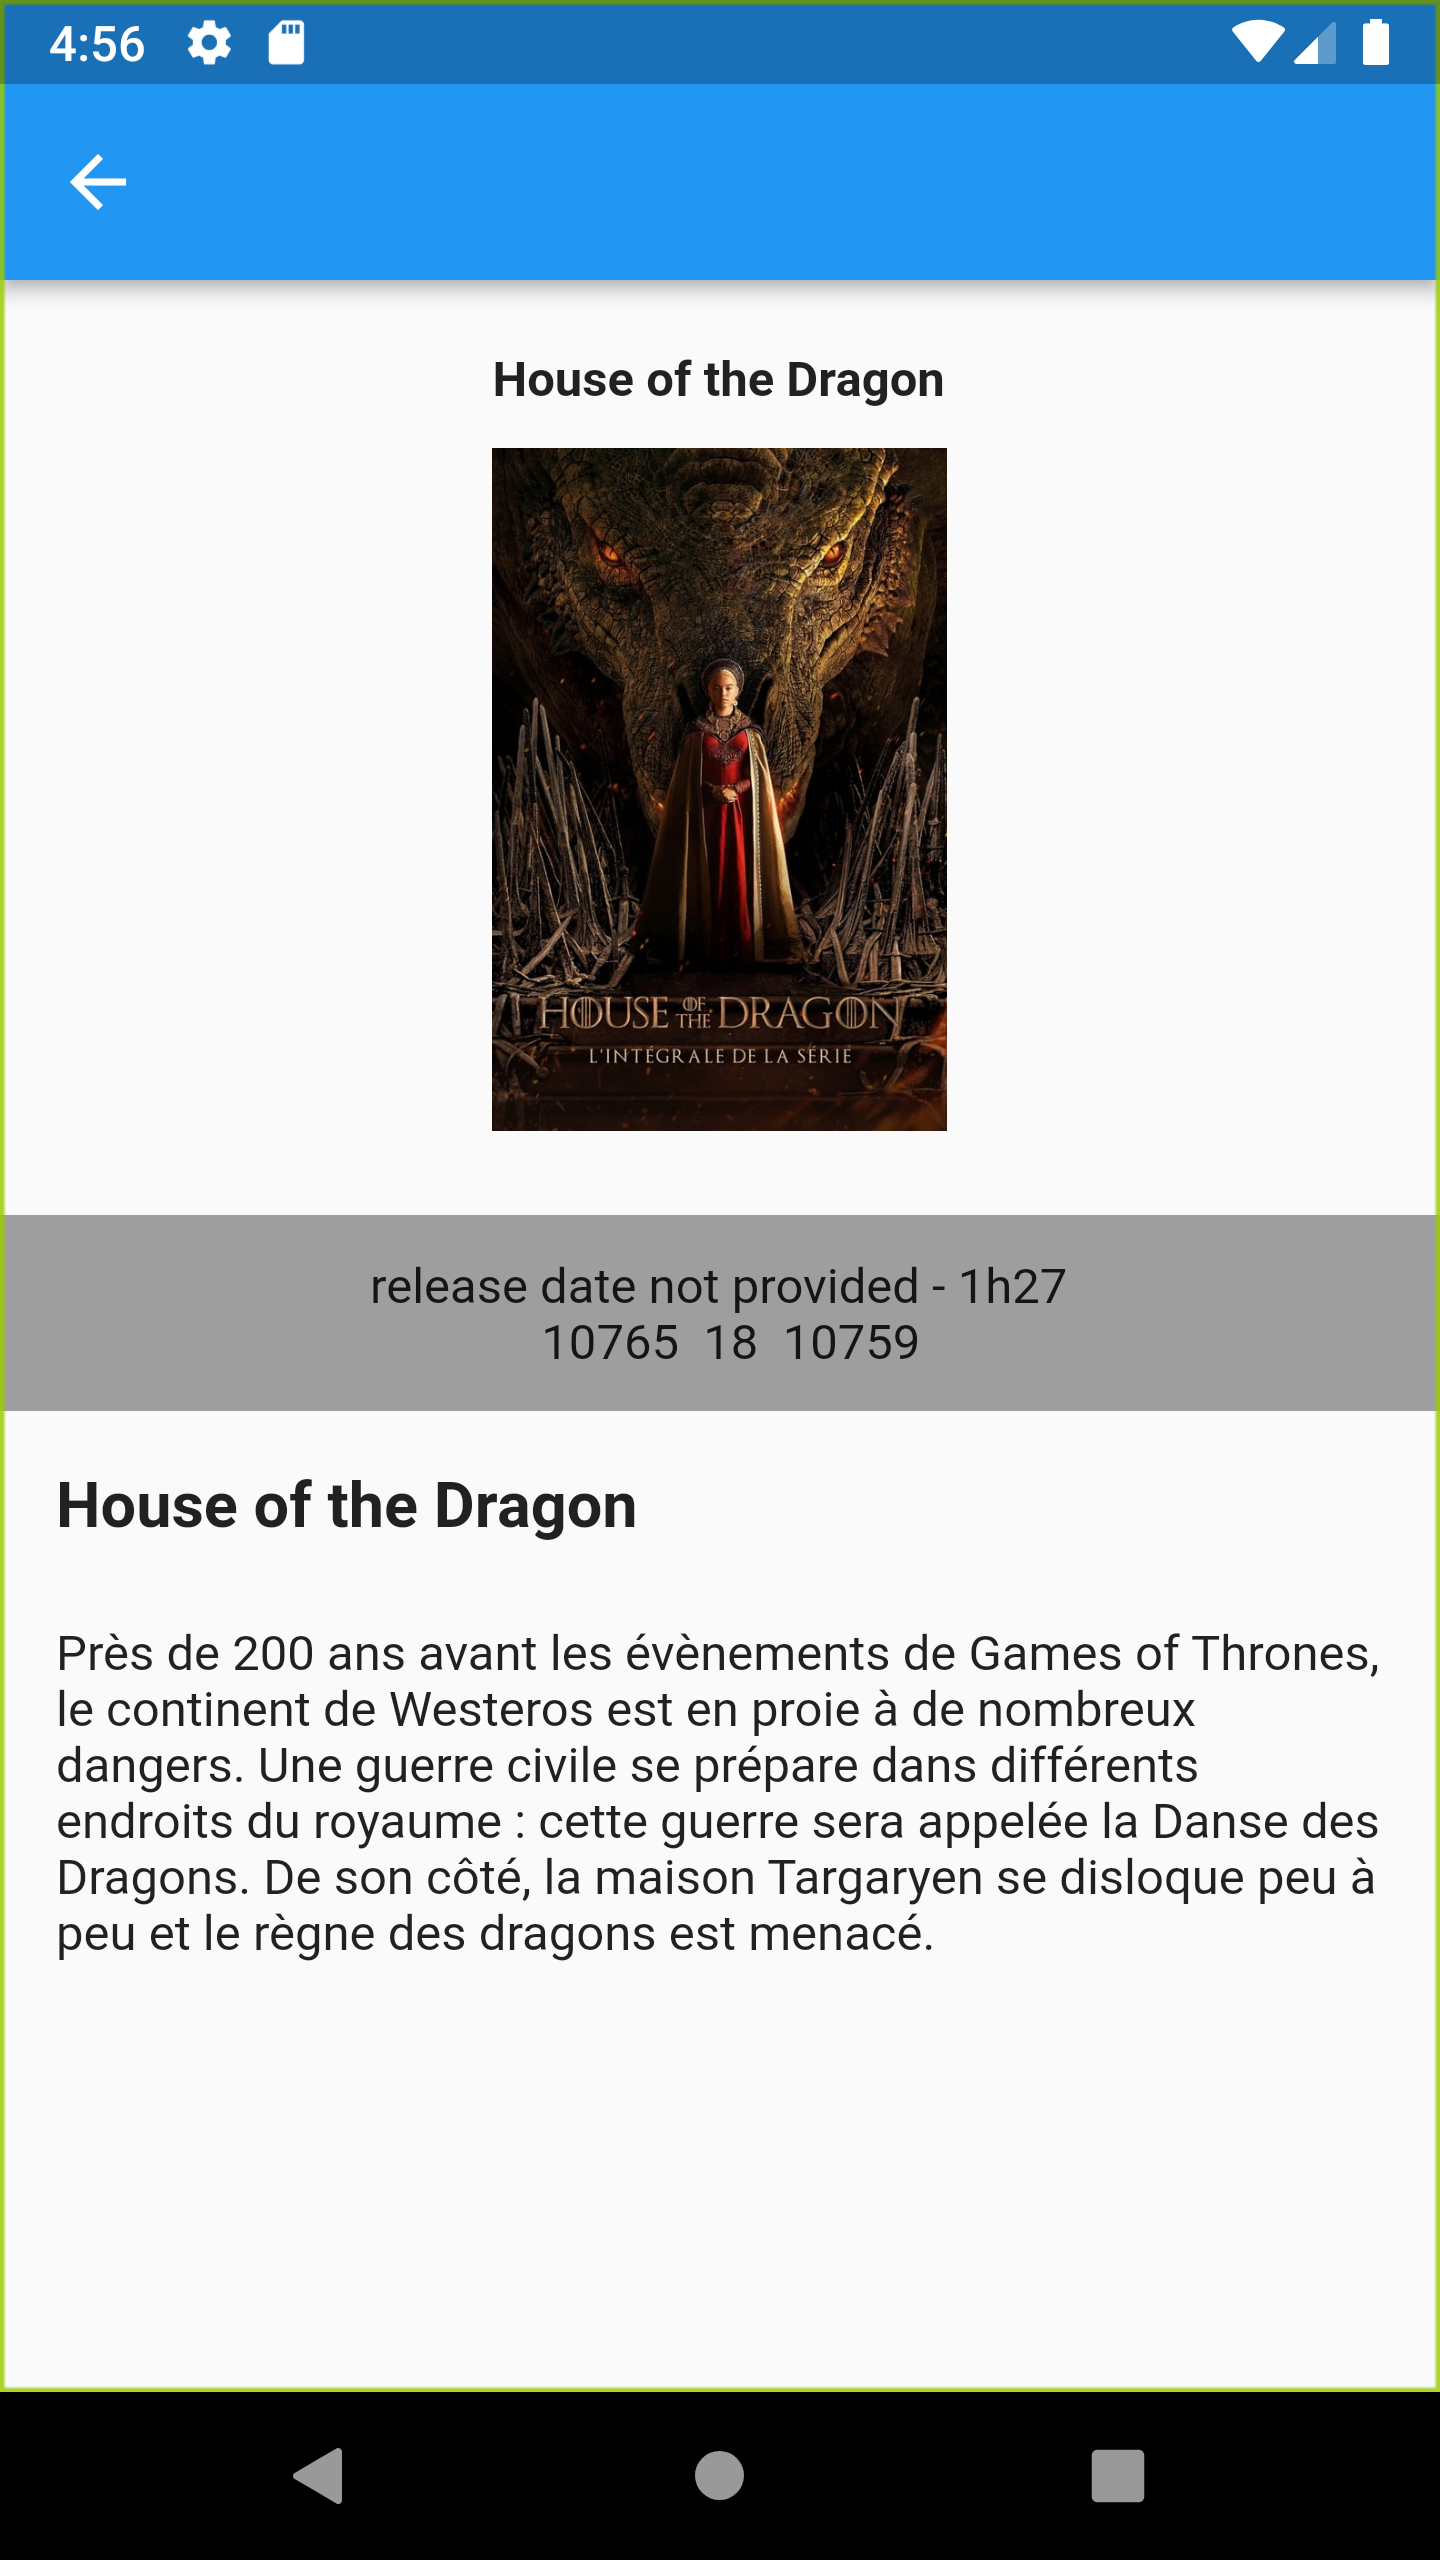 4:56
House of the Dragon
HOUSE OF THE DRAGON
L'INTÉGRALE DE LA SÉRIE
release date not provided - 1h27
10765 18 10759
House of the Dragon
Près de 200 ans avant les évènements de Games of Thrones,
le continent de Westeros est en proie à de nombreux
dangers. Une guerre civile se prépare dans différents
endroits du royaume : cette guerre sera appelée la Danse des
Dragons. De son côté, la maison Targaryen se disloque peu à
peu et le règne des dragons est menacé.